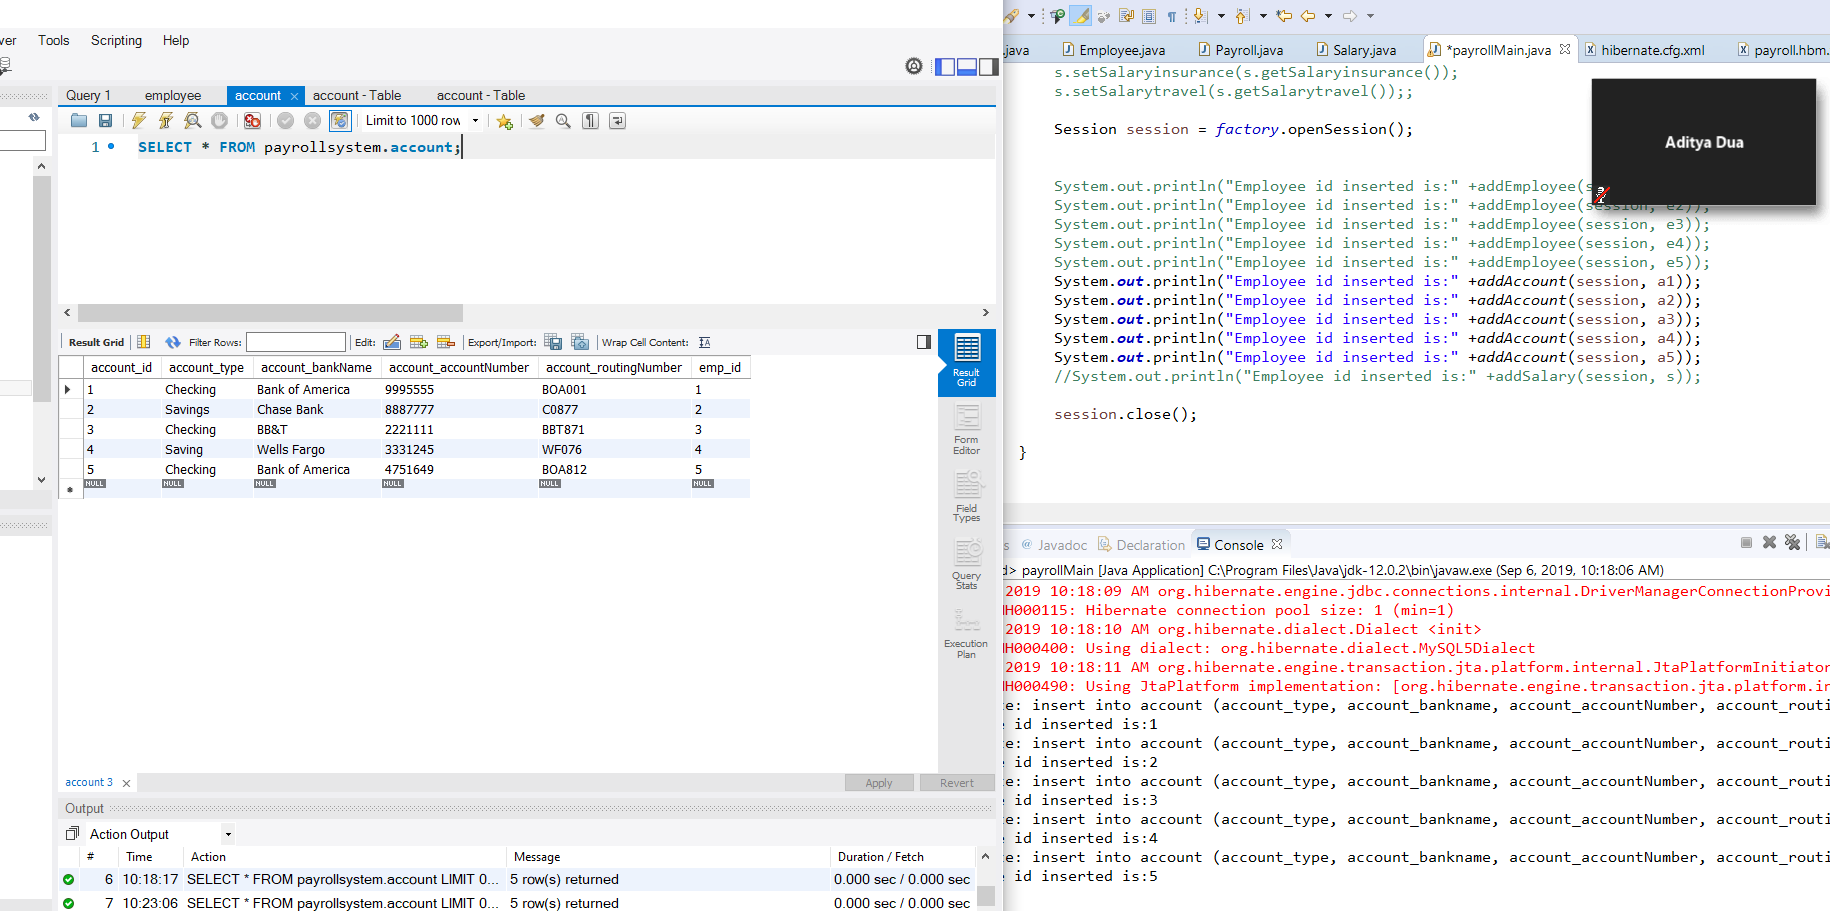 ver Tools Scripting Help
Query 1 employee account account - Table account - Table
Limit to 1000 row
1 SELECT * FROM payrollsystem.account;
Result Grid Filter Rows: Edit: Export/Import: Wrap Cell Content:
account_id account_type account_bankName account_accountNumber account_routingNumber emp_id
1 Checking Bank of America 9995555 BOA001 1
2 Savings Chase Bank 8887777 C0877 2
3 Checking BB&T 2221111 BBT871 3
4 Saving Wells Fargo 3331245 WF076 4
5 Checking Bank of America 4751649 BOA812 5
NULL NULL NULL NULL NULL NULL
Result
Grid
Form
Editor
Field
Types
Query
Stats
Execution
Plan
account 3 Apply Revert
Output
Action Output
# Time Action Message Duration / Fetch
6 10:18:17 SELECT * FROM payrollsystem.account LIMIT 0... 5 row(s) returned 0.000 sec / 0.000 sec
7 10:23:06 SELECT * FROM payrollsystem.account LIMIT 0... 5 row(s) returned 0.000 sec / 0.000 sec
.java Employee.java Payroll.java Salary.java *payrollMain.java hibernate.cfg.xml payroll.hbm.
s.setSalaryinsurance(s.getSalaryinsurance());
s.setSalarytravel(s.getSalarytravel());;
Session session = factory.openSession();
Aditya Dua
System.out.println("Employee id inserted is:" +addEmployee(s
System.out.println("Employee id inserted is:" +addEmployee(session, e2));
System.out.println("Employee id inserted is:" +addEmployee(session, e3));
System.out.println("Employee id inserted is:" +addEmployee(session, e4));
System.out.println("Employee id inserted is:" +addEmployee(session, e5));
System.out.println("Employee id inserted is:" +addAccount(session, a1));
System.out.println("Employee id inserted is:" +addAccount(session, a2));
System.out.println("Employee id inserted is:" +addAccount(session, a3));
System.out.println("Employee id inserted is:" +addAccount(session, a4));
System.out.println("Employee id inserted is:" +addAccount(session, a5));
//System.out.println("Employee id inserted is:" +addSalary(session, s));
session.close();
}
s @ Javadoc Declaration Console
d> payrollMain [Java Application] C:\Program Files\Java\jdk-12.0.2\bin\javaw.exe (Sep 6, 2019, 10:18:06 AM)
2019 10:18:09 AM org.hibernate.engine.jdbc.connections.internal.DriverManagerConnectionProvi
HH000115: Hibernate connection pool size: 1 (min=1)
2019 10:18:10 AM org.hibernate.dialect.Dialect <init>
HH000400: Using dialect: org.hibernate.dialect.MySQL5Dialect
2019 10:18:11 AM org.hibernate.engine.transaction.jta.platform.internal.JtaPlatformInitiator
HH000490: Using JtaPlatform implementation: [org.hibernate.engine.transaction.jta.platform.in
te: insert into account (account_type, account_bankname, account_accountNumber, account_routi
e id inserted is:1
te: insert into account (account_type, account_bankname, account_accountNumber, account_routi
e id inserted is:2
te: insert into account (account_type, account_bankname, account_accountNumber, account_routi
e id inserted is:3
te: insert into account (account_type, account_bankname, account_accountNumber, account_routi
e id inserted is:4
te: insert into account (account_type, account_bankname, account_accountNumber, account_routi
e id inserted is:5